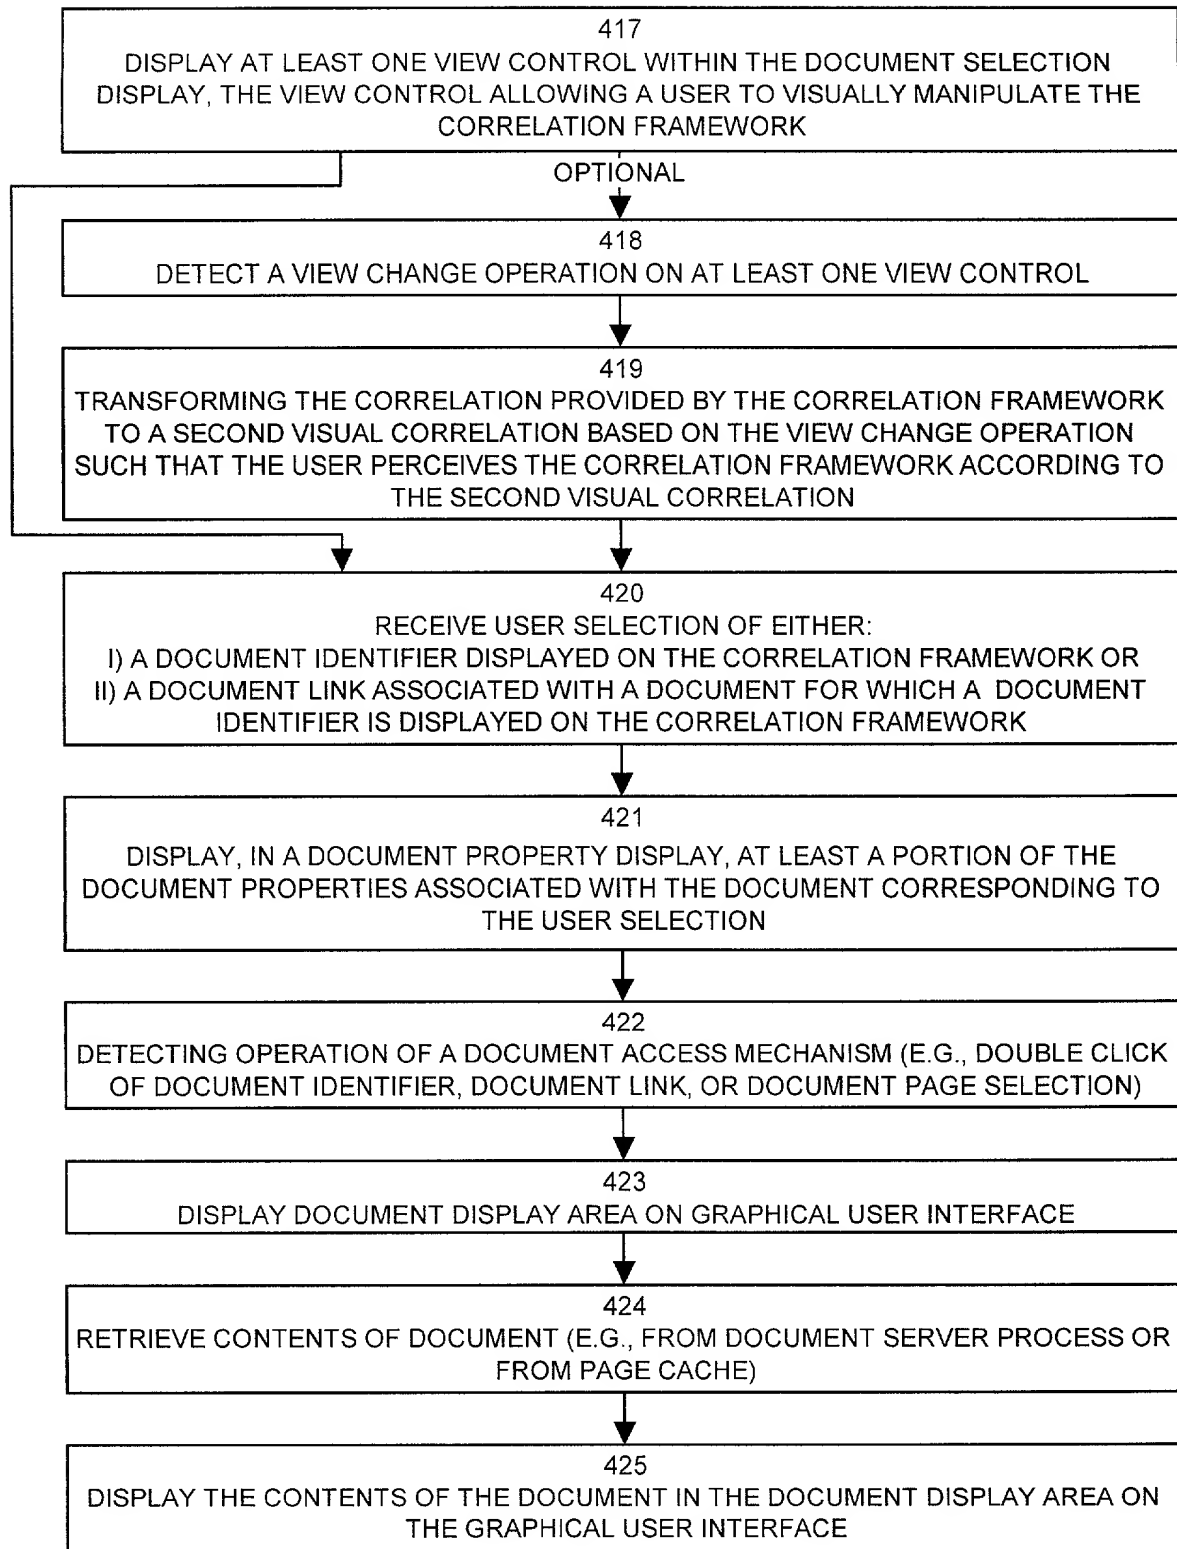 417
DISPLAY AT LEAST ONE VIEW CONTROL WITHIN THE DOCUMENT SELECTION
DISPLAY, THE VIEW CONTROL ALLOWING A USER TO VISUALLY MANIPULATE THE
CORRELATION FRAMEWORK
OPTIONAL
418
DETECT A VIEW CHANGE OPERATION ON AT LEAST ONE VIEW CONTROL
419
TRANSFORMING THE CORRELATION PROVIDED BY THE CORRELATION FRAMEWORK
TO A SECOND VISUAL CORRELATION BASED ON THE VIEW CHANGE OPERATION
SUCH THAT THE USER PERCEIVES THE CORRELATION FRAMEWORK ACCORDING TO
THE SECOND VISUAL CORRELATION
420
RECEIVE USER SELECTION OF EITHER:
I) A DOCUMENT IDENTIFIER DISPLAYED ON THE CORRELATION FRAMEWORK OR
II) A DOCUMENT LINK ASSOCIATED WITH A DOCUMENT FOR WHICH A DOCUMENT
IDENTIFIER IS DISPLAYED ON THE CORRELATION FRAMEWORK
421
DISPLAY, IN A DOCUMENT PROPERTY DISPLAY, AT LEAST A PORTION OF THE
DOCUMENT PROPERTIES ASSOCIATED WITH THE DOCUMENT CORRESPONDING TO
THE USER SELECTION
422
DETECTING OPERATION OF A DOCUMENT ACCESS MECHANISM (E.G., DOUBLE CLICK
OF DOCUMENT IDENTIFIER, DOCUMENT LINK, OR DOCUMENT PAGE SELECTION)
423
DISPLAY DOCUMENT DISPLAY AREA ON GRAPHICAL USER INTERFACE
424
RETRIEVE CONTENTS OF DOCUMENT (E.G., FROM DOCUMENT SERVER PROCESS OR
FROM PAGE CACHE)
425
DISPLAY THE CONTENTS OF THE DOCUMENT IN THE DOCUMENT DISPLAY AREA ON
THE GRAPHICAL USER INTERFACE